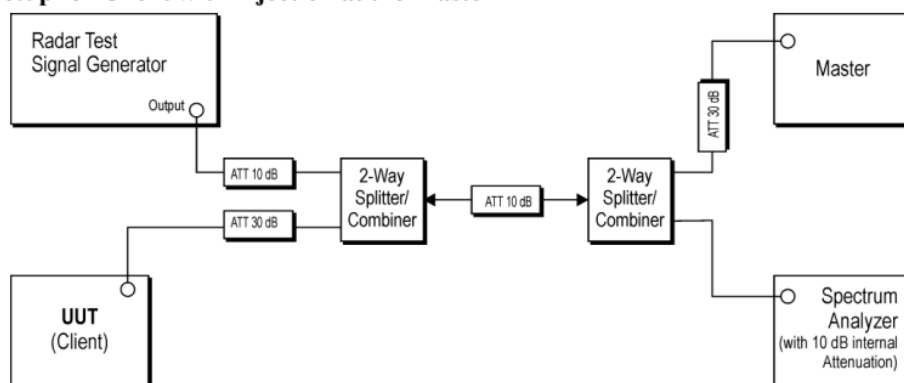 Radar Test
Signal Generator
Output
ATT 10 dB
ATT 30 dB
UUT
(Client)
2-Way
Splitter/
Combiner
ATT 10 dB
2-Way
Splitter/
Combiner
ATT 30 dB
Master
Spectrum
Analyzer
(with 10 dB internal
Attenuation)